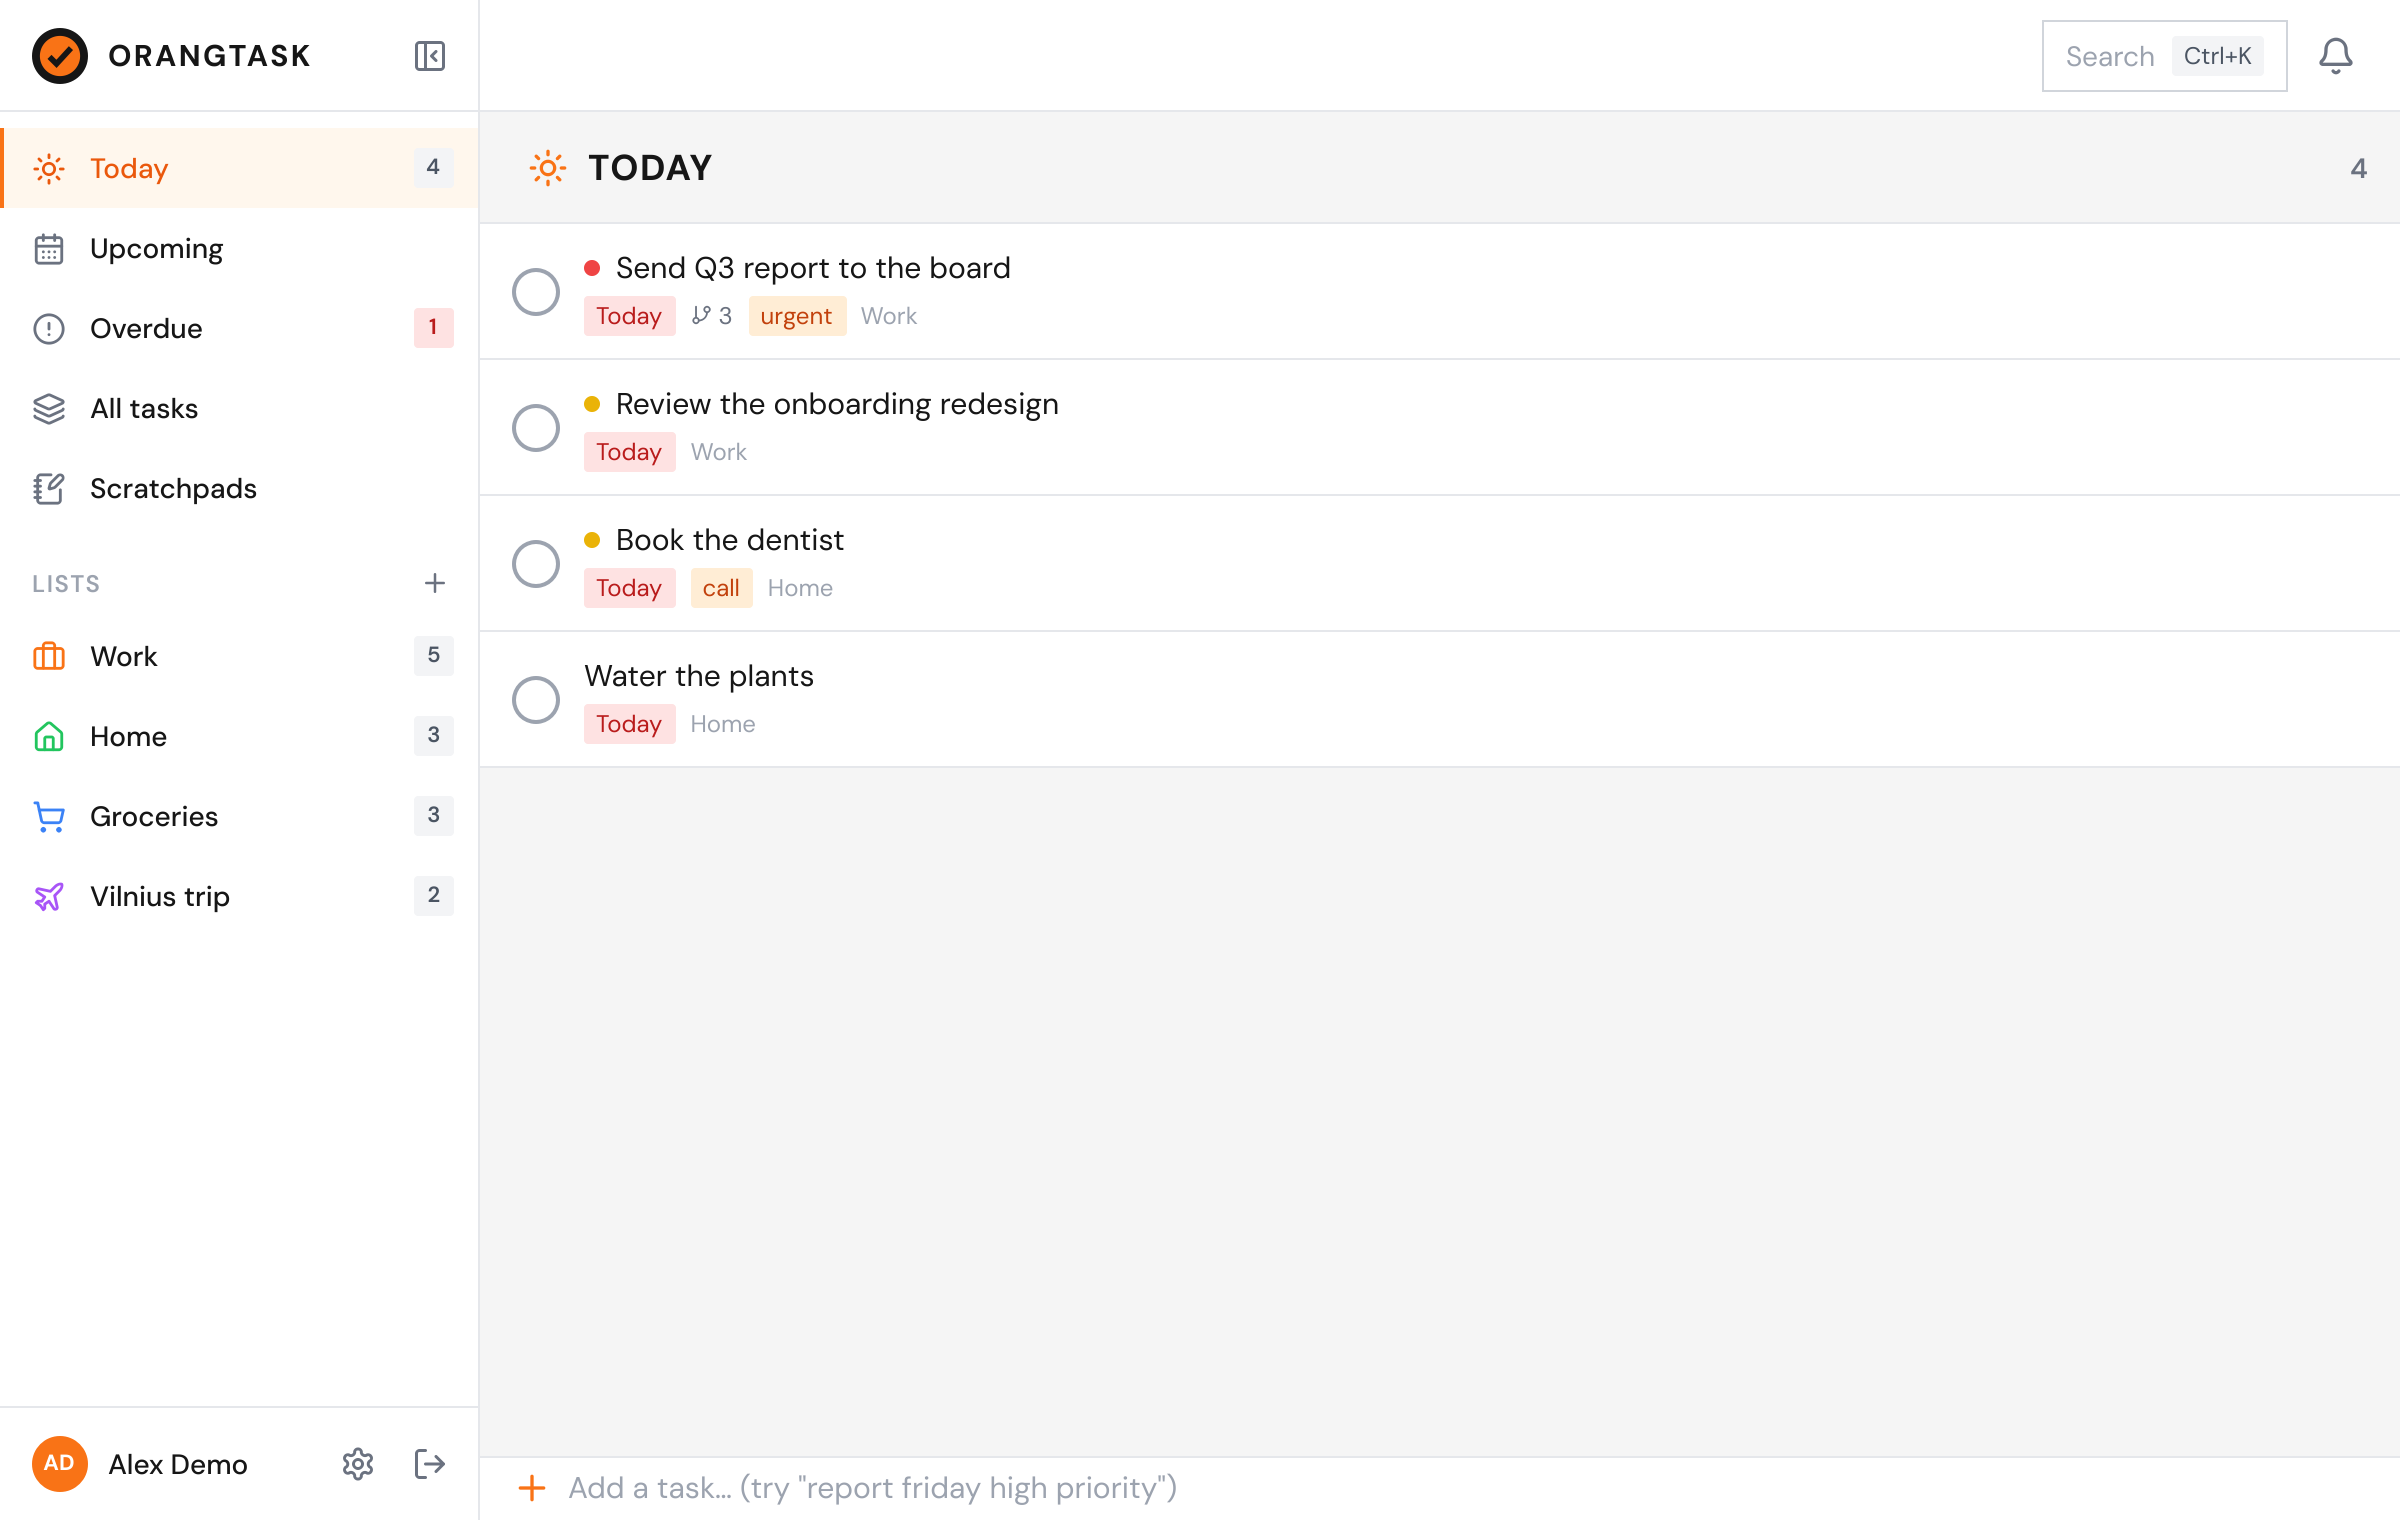 ORANGTASK
Search Ctrl+K
Today 4
Upcoming
Overdue 1
All tasks
Scratchpads
LISTS
Work 5
Home 3
Groceries 3
Vilnius trip 2
AD Alex Demo
TODAY 4
Send Q3 report to the board
Today 3 urgent Work
Review the onboarding redesign
Today Work
Book the dentist
Today call Home
Water the plants
Today Home
Add a task... (try "report friday high priority")